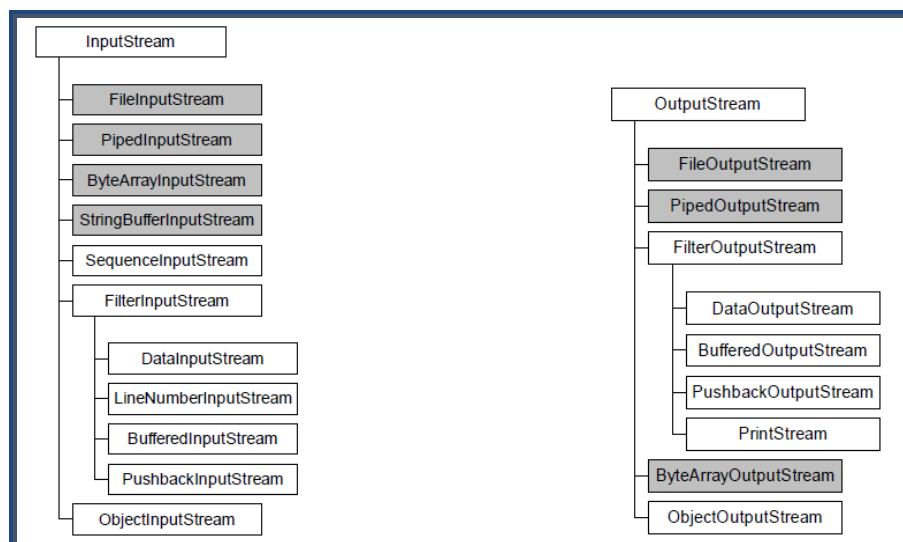 InputStream
FileInputStream
PipedInputStream
ByteArrayInputStream
StringBufferInputStream
SequenceInputStream
FilterInputStream
DataInputStream
LineNumberInputStream
BufferedInputStream
PushbackInputStream
ObjectInputStream
OutputStream
FileOutputStream
PipedOutputStream
FilterOutputStream
DataOutputStream
BufferedOutputStream
PushbackOutputStream
PrintStream
ByteArrayOutputStream
ObjectOutputStream